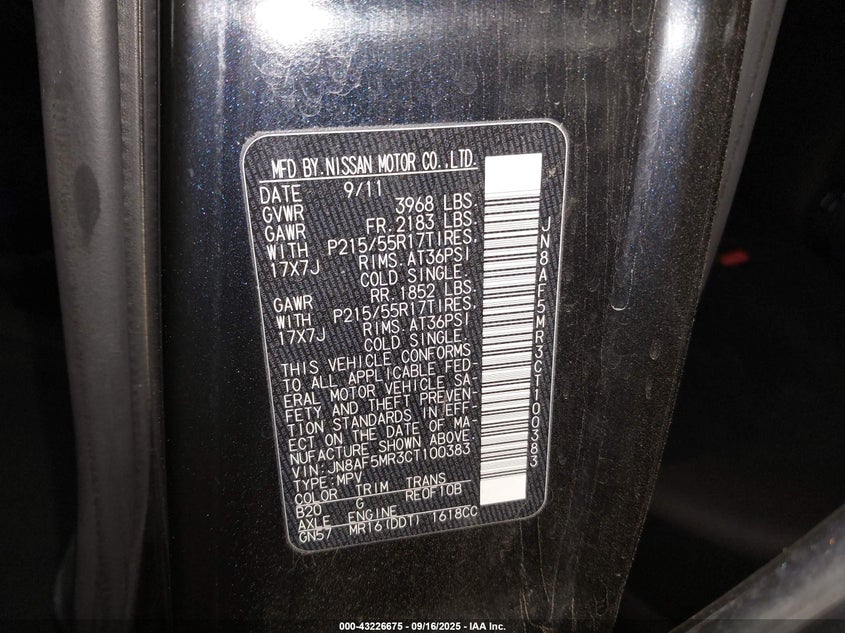 MFD BY.NISSAN MOTOR CO.,LTD.
DATE 9/11
GVWR 3968 LBS.
GAWR FR.2183 LBS.
WITH P215/55R17TIRES.
17X7J RIMS.AT36PSI
COLD SINGLE.
GAWR RR.1852 LBS.
WITH P215/55R17TIRES.
17X7J RIMS.AT36PSI
COLD SINGLE.
THIS VEHICLE CONFORMS
TO ALL APPLICABLE FED-
ERAL MOTOR VEHICLE SA-
FETY AND THEFT PREVEN-
TION STANDARDS IN EFF-
ECT ON THE DATE OF MA-
NUFACTURE SHOWN ABOVE.
VIN:JN8AF5MR3CT100383
TYPE:MPV
COLOR TRIM TRANS
B20 G RE0F10B
AXLE ENGINE
GN57 MR16(DDT) 1618CC
JN8AF5MR3CT100383
000-43226675 - 09/16/2025 - IAA Inc.